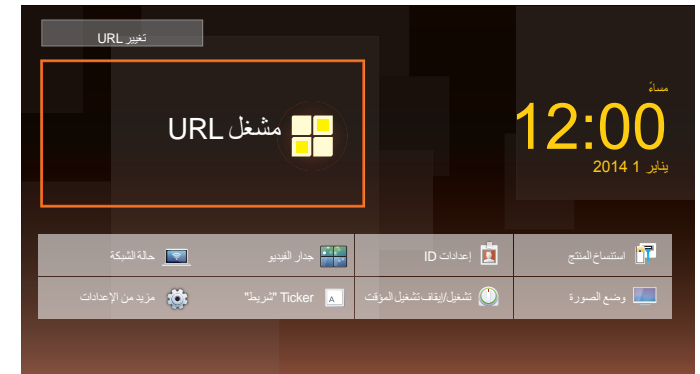 تغيير URL
مشغل URL
مساءً
12:00
يناير 1 2014
استنساخ المنتج
إعدادات ID
جدار الفيديو
حالة الشبكة
وضع الصورة
تشغيل/إيقاف تشغيل المؤقت
Ticker "شريط"
A
مزيد من الإعدادات